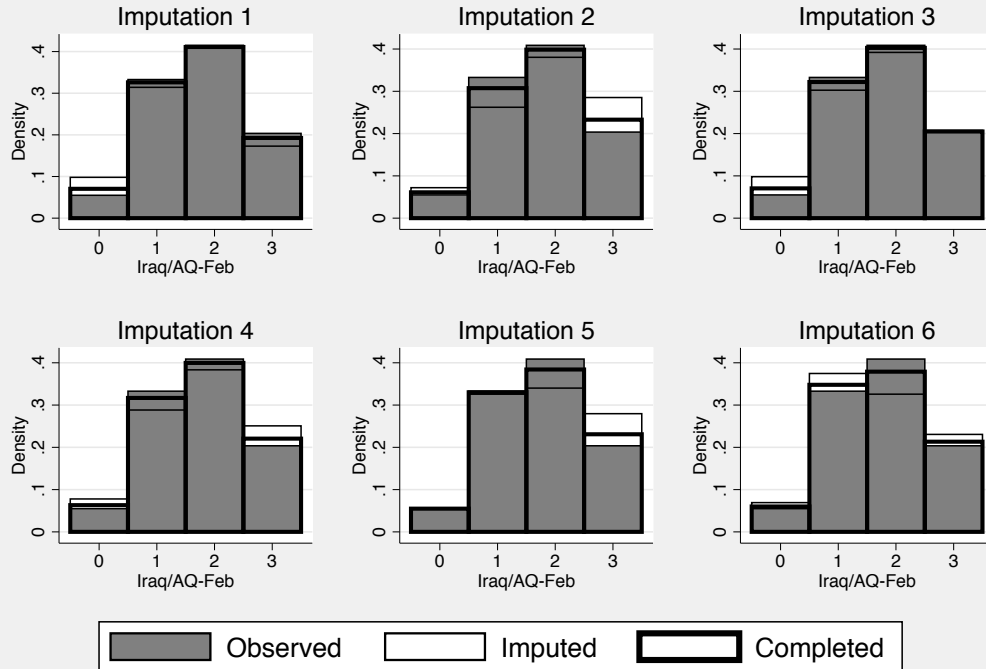 Imputation 1
Density
.4
.3
.2
.1
0
0 1 2 3
Iraq/AQ-Feb
Imputation 2
Density
.4
.3
.2
.1
0
0 1 2 3
Iraq/AQ-Feb
Imputation 3
Density
.4
.3
.2
.1
0
0 1 2 3
Iraq/AQ-Feb
Imputation 4
Density
.4
.3
.2
.1
0
0 1 2 3
Iraq/AQ-Feb
Imputation 5
Density
.4
.3
.2
.1
0
0 1 2 3
Iraq/AQ-Feb
Imputation 6
Density
.4
.3
.2
.1
0
0 1 2 3
Iraq/AQ-Feb
Observed Imputed Completed